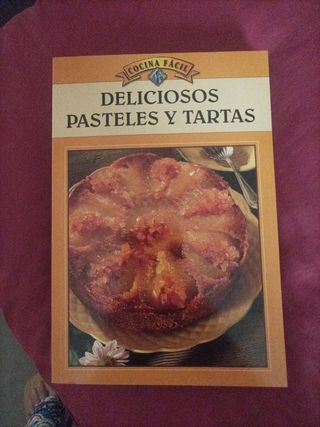 COCINA FÁCIL
DELICIOSOS
PASTELES Y TARTAS